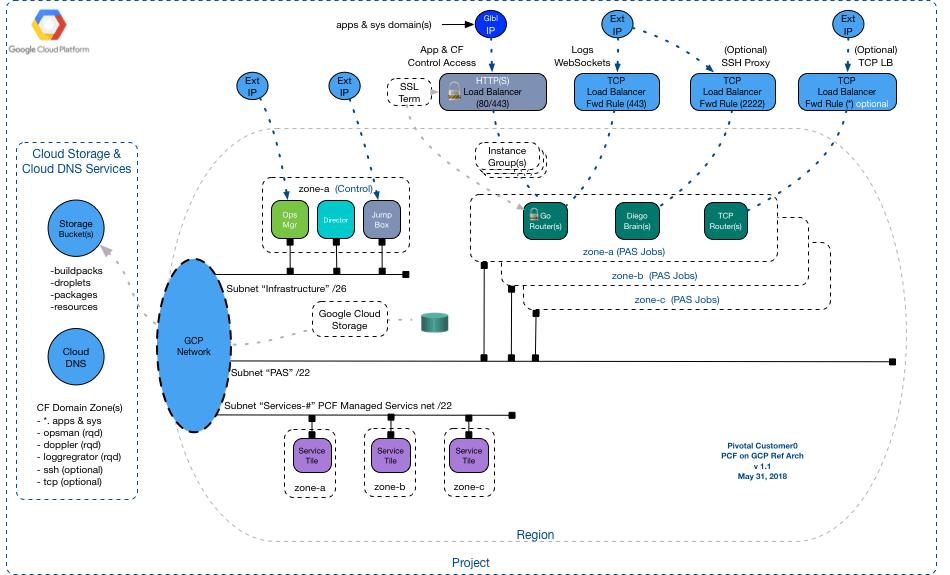 Google Cloud Platform
apps & sys domain(s)
Glbl
IP
Ext
IP
Ext
IP
App & CF
Control Access
Logs
WebSockets
(Optional)
SSH Proxy
(Optional)
TCP LB
Ext
IP
Ext
IP
SSL
Term
HTTP(S)
Load Balancer
(80/443)
TCP
Load Balancer
Fwd Rule (443)
TCP
Load Balancer
Fwd Rule (2222)
TCP
Load Balancer
Fwd Rule (*) optional
Cloud Storage &
Cloud DNS Services
Storage
Bucket(s)
-buildpacks
-droplets
-packages
-resources
Cloud
DNS
CF Domain Zone(s)
- *. apps & sys
- opsman (rqd)
- doppler (rqd)
- loggregrator (rqd)
- ssh (optional)
- tcp (optional)
Instance
Group(s)
zone-a (Control)
Ops
Mgr
Director
Jump
Box
Go
Router(s)
Diego
Brain(s)
TCP
Router(s)
zone-a (PAS Jobs)
zone-b (PAS Jobs)
zone-c (PAS Jobs)
Subnet “Infrastructure” /26
Google Cloud
Storage
GCP
Network
Subnet “PAS” /22
Subnet “Services-#” PCF Managed Servics net /22
Service
Tile
zone-a
Service
Tile
zone-b
Service
Tile
zone-c
Pivotal Customer0
PCF on GCP Ref Arch
v 1.1
May 31, 2018
Region
Project